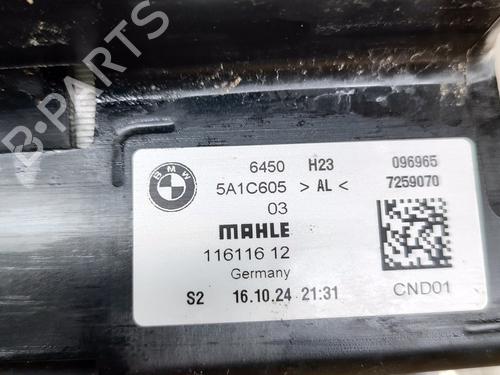 B-PARTS
BMW
6450 H23 096965
5A1C605 > AL < 7259070
03
MAHLE
116116 12
Germany
S2 16.10.24 21:31 CND01